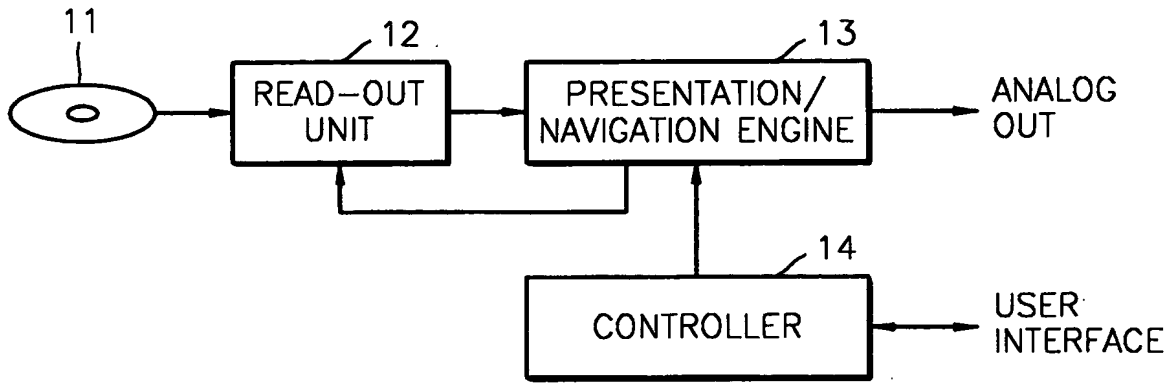 11
12
READ-OUT
UNIT
13
PRESENTATION/
NAVIGATION ENGINE
ANALOG
OUT
14
CONTROLLER
USER
INTERFACE